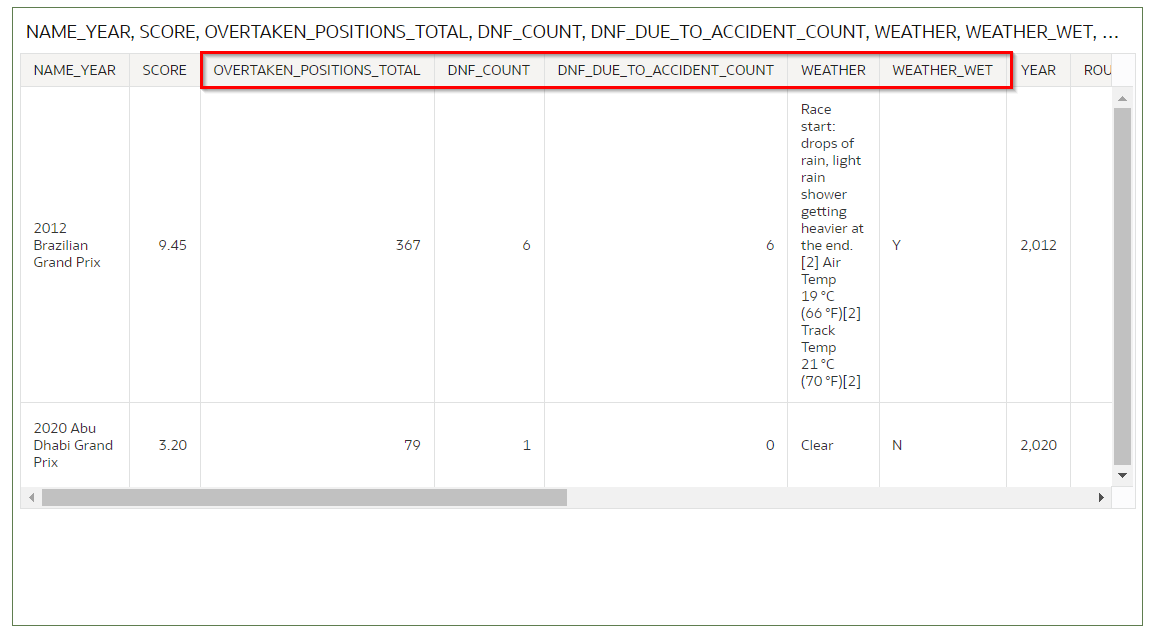 NAME_YEAR, SCORE, OVERTAKEN_POSITIONS_TOTAL, DNF_COUNT, DNF_DUE_TO_ACCIDENT_COUNT, WEATHER, WEATHER_WET, ...
NAME_YEAR SCORE OVERTAKEN_POSITIONS_TOTAL DNF_COUNT DNF_DUE_TO_ACCIDENT_COUNT WEATHER WEATHER_WET YEAR ROU
2012
Brazilian
Grand Prix
9.45
367
6
6
Race
start:
drops of
rain, light
rain
shower
getting
heavier at
the end.
[2] Air
Temp
19 °C
(66 °F)[2]
Track
Temp
21 °C
(70 °F)[2]
Y
2,012
2020 Abu
Dhabi Grand
Prix
3.20
79
1
0
Clear
N
2,020